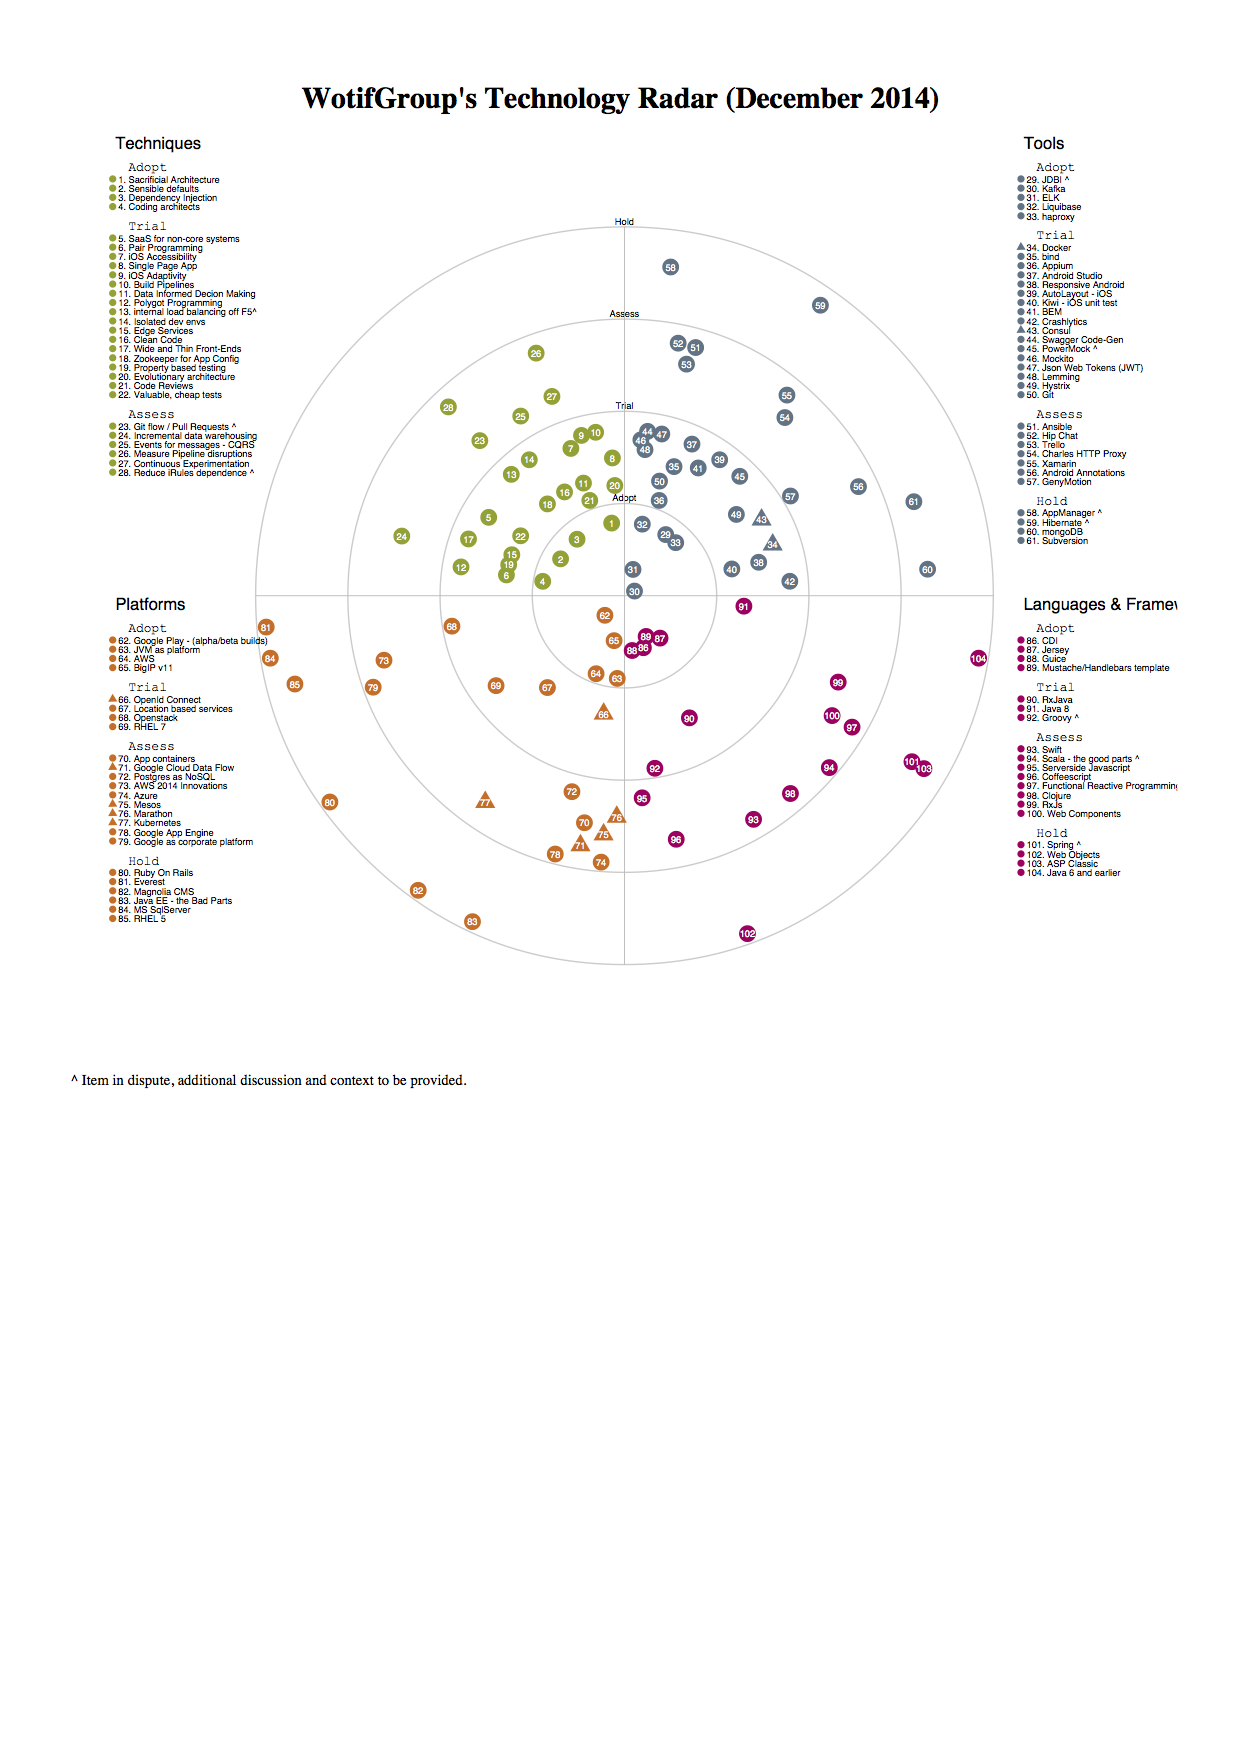 WotifGroup's Technology Radar (December 2014)
Techniques
Adopt
1. Sacrificial Architecture
2. Sensible defaults
3. Dependency Injection
4. Coding architects
Trial
5. SaaS for non-core systems
6. Pair Programming
7. iOS Accessibility
8. Single Page App
9. iOS Adaptivity
10. Build Pipelines
11. Data Informed Decion Making
12. Polygot Programming
13. internal load balancing off F5^
14. Isolated dev envs
15. Edge Services
16. Clean Code
17. Wide and Thin Front-Ends
18. Zookeeper for App Config
19. Property based testing
20. Evolutionary architecture
21. Code Reviews
22. Valuable, cheap tests
Assess
23. Git flow / Pull Requests ^
24. Incremental data warehousing
25. Events for messages - CQRS
26. Measure Pipeline disruptions
27. Continuous Experimentation
28. Reduce iRules dependence ^
Tools
Adopt
29. JDBI ^
30. Kafka
31. ELK
32. Liquibase
33. haproxy
Trial
34. Docker
35. bind
36. Appium
37. Android Studio
38. Responsive Android
39. AutoLayout - iOS
40. Kiwi - iOS unit test
41. BEM
42. Crashlytics
43. Consul
44. Swagger Code-Gen
45. PowerMock ^
46. Mockito
47. Json Web Tokens (JWT)
48. Lemming
49. Hystrix
50. Git
Assess
51. Ansible
52. Hip Chat
53. Trello
54. Charles HTTP Proxy
55. Xamarin
56. Android Annotations
57. GenyMotion
Hold
58. AppManager ^
59. Hibernate ^
60. mongoDB
61. Subversion
Hold
58
59
Assess
52
51
53
26
27
55
28
25
54
Trial
23
9
10
44
46
47
7
48
37
14
8
35
41
39
13
45
11
20
50
56
16
57
18
21
Adopt
36
61
5
1
32
49
43
24
17
22
3
29
33
34
15
2
38
12
19
6
31
40
60
4
30
42
62
91
81
68
65
89
87
88
86
84
73
104
64
63
99
85
79
69
67
66
90
100
97
101
103
92
94
72
95
98
80
77
76
93
70
75
96
71
78
74
82
83
102
Platforms
Adopt
62. Google Play - (alpha/beta builds)
63. JVM as platform
64. AWS
65. BigIP v11
Trial
66. OpenId Connect
67. Location based services
68. Openstack
69. RHEL 7
Assess
70. App containers
71. Google Cloud Data Flow
72. Postgres as NoSQL
73. AWS 2014 Innovations
74. Azure
75. Mesos
76. Marathon
77. Kubernetes
78. Google App Engine
79. Google as corporate platform
Hold
80. Ruby On Rails
81. Everest
82. Magnolia CMS
83. Java EE - the Bad Parts
84. MS SqlServer
85. RHEL 5
Languages & Framew
Adopt
86. CDI
87. Jersey
88. Guice
89. Mustache/Handlebars template
Trial
90. RxJava
91. Java 8
92. Groovy ^
Assess
93. Swift
94. Scala - the good parts ^
95. Serverside Javascript
96. Coffeescript
97. Functional Reactive Programming
98. Clojure
99. RxJs
100. Web Components
Hold
101. Spring ^
102. Web Objects
103. ASP Classic
104. Java 6 and earlier
^ Item in dispute, additional discussion and context to be provided.